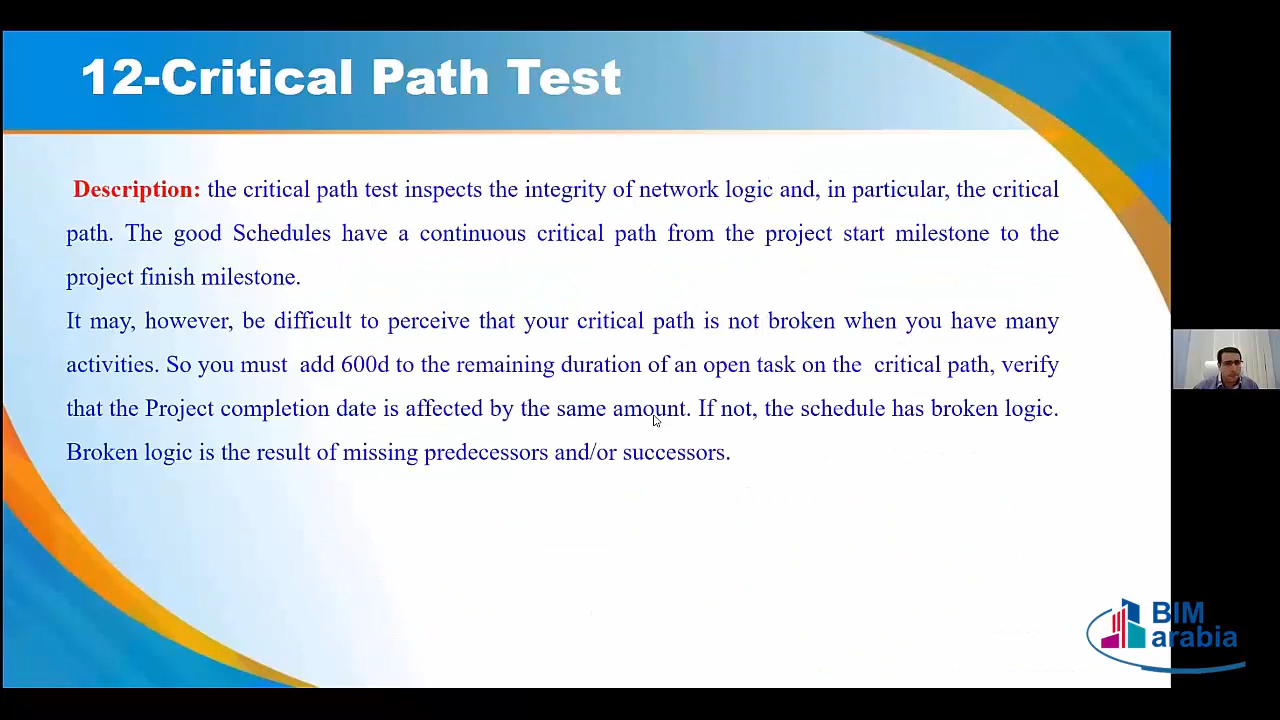 12-Critical Path Test
Description: the critical path test inspects the integrity of network logic and, in particular, the critical
path. The good Schedules have a continuous critical path from the project start milestone to the
project finish milestone.
It may, however, be difficult to perceive that your critical path is not broken when you have many
activities. So you must add 600d to the remaining duration of an open task on the critical path, verify
that the Project completion date is affected by the same amount. If not, the schedule has broken logic.
Broken logic is the result of missing predecessors and/or successors.
BIM
arabia